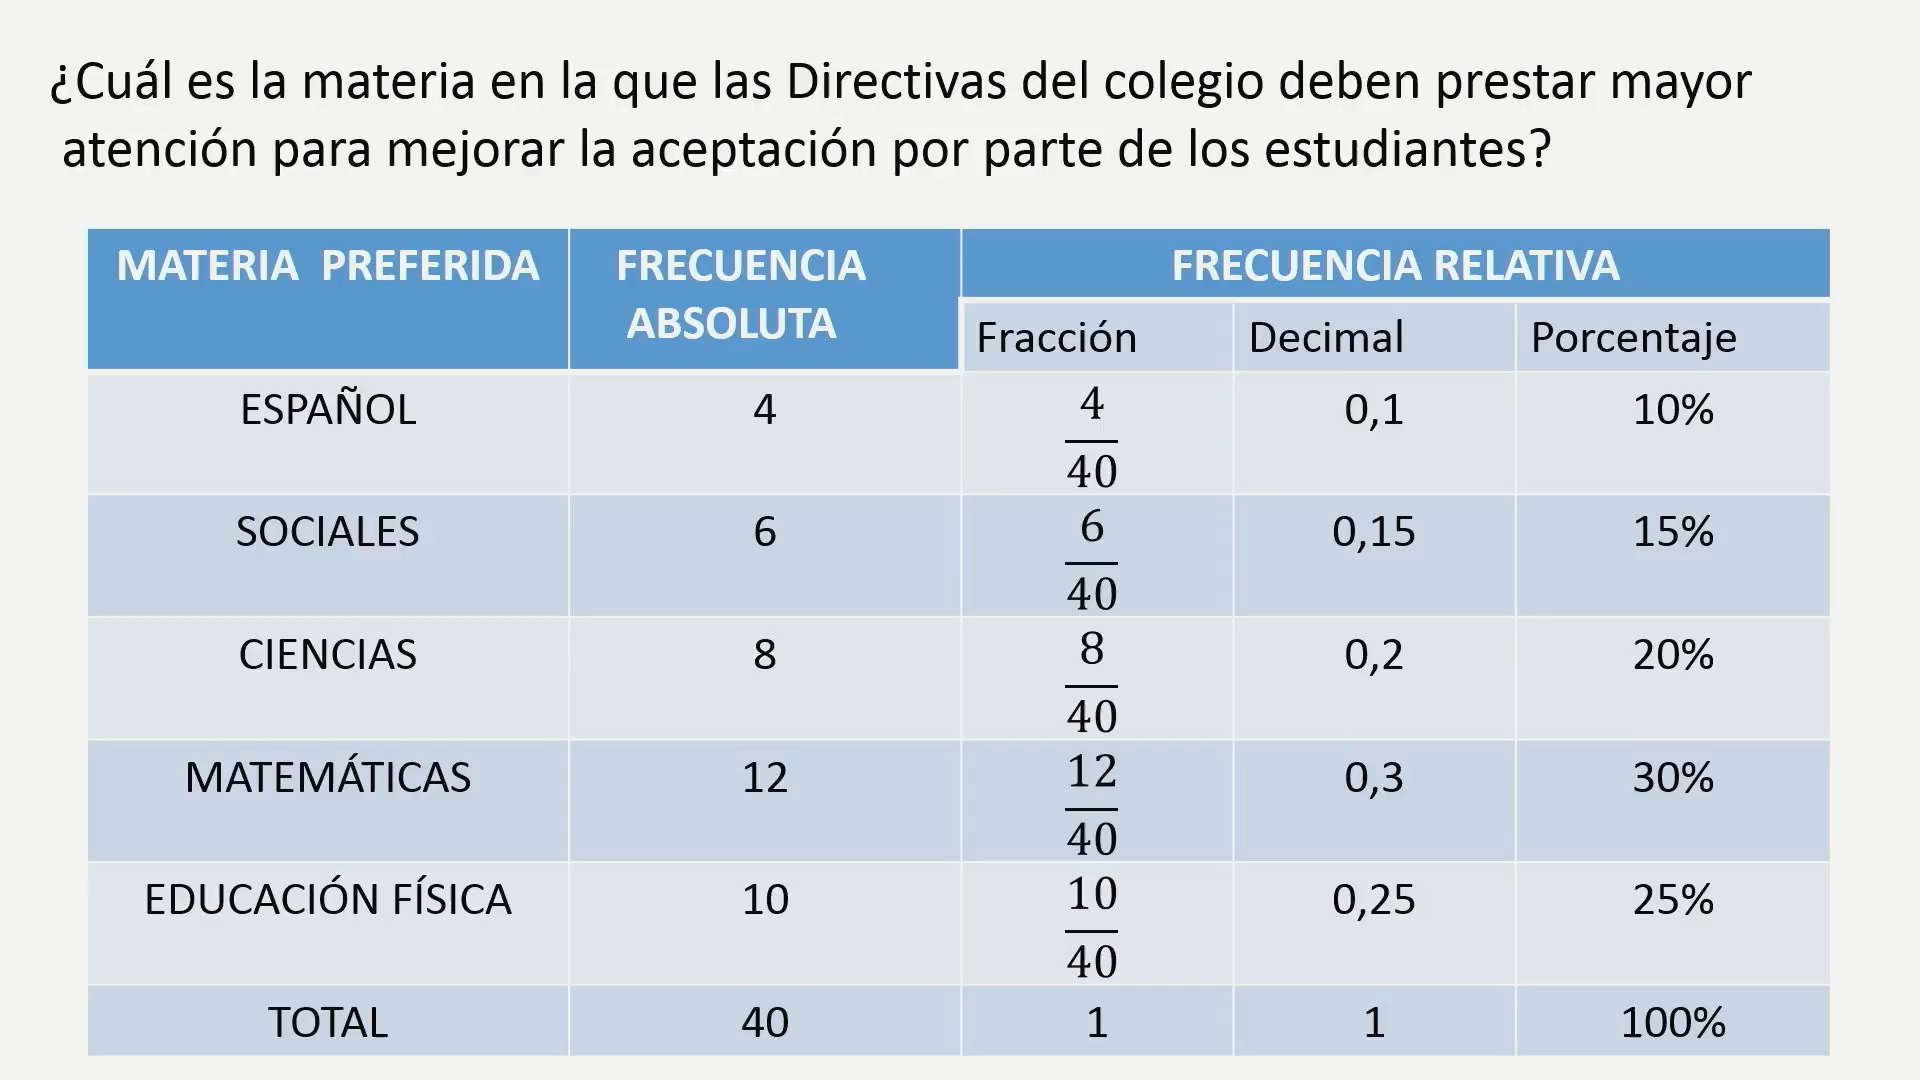 ¿Cuál es la materia en la que las Directivas del colegio deben prestar mayor
atención para mejorar la aceptación por parte de los estudiantes?
MATERIA PREFERIDA FRECUENCIA ABSOLUTA FRECUENCIA RELATIVA
Fracción Decimal Porcentaje
ESPAÑOL 4 4/40 0,1 10%
SOCIALES 6 6/40 0,15 15%
CIENCIAS 8 8/40 0,2 20%
MATEMÁTICAS 12 12/40 0,3 30%
EDUCACIÓN FÍSICA 10 10/40 0,25 25%
TOTAL 40 1 1 100%